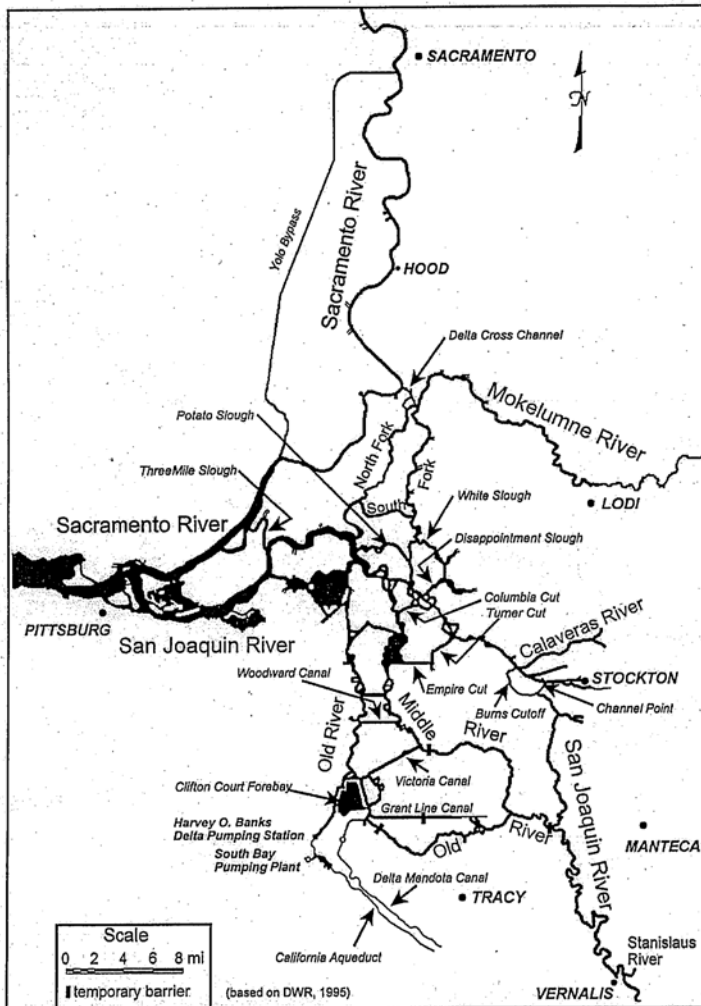 SACRAMENTO
N
Yolo Bypass
Sacramento River
HOOD
Delta Cross Channel
Mokelumne River
Potato Slough
North Fork
ThreeMile Slough
South Fork
White Slough
LODI
Sacramento River
Disappointment Slough
Columbia Cut
Turner Cut
PITTSBURG
San Joaquin River
Calaveras River
STOCKTON
Woodward Canal
Empire Cut
Burns Cutoff
Channel Point
Old River
Middle River
San Joaquin River
Victoria Canal
Clifton Court Forebay
Grant Line Canal
Harvey O. Banks
Delta Pumping Station
Old River
MANTECA
South Bay
Pumping Plant
Delta Mendota Canal
TRACY
California Aqueduct
Stanislaus
River
VERNALIS
Scale
0 2 4 6 8 mi
temporary barrier
(based on DWR, 1995)